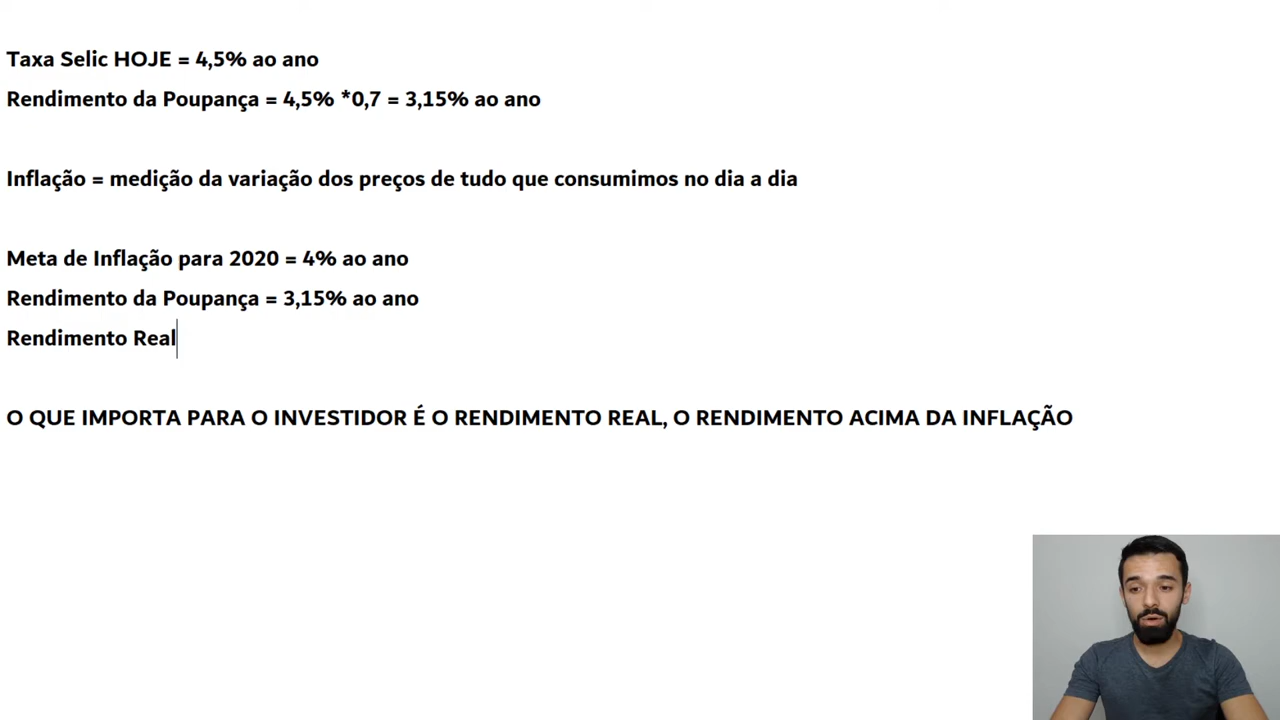 Taxa Selic HOJE = 4,5% ao ano
Rendimento da Poupança = 4,5% *0,7 = 3,15% ao ano
Inflação = medição da variação dos preços de tudo que consumimos no dia a dia
Meta de Inflação para 2020 = 4% ao ano
Rendimento da Poupança = 3,15% ao ano
Rendimento Real
O QUE IMPORTA PARA O INVESTIDOR É O RENDIMENTO REAL, O RENDIMENTO ACIMA DA INFLAÇÃO